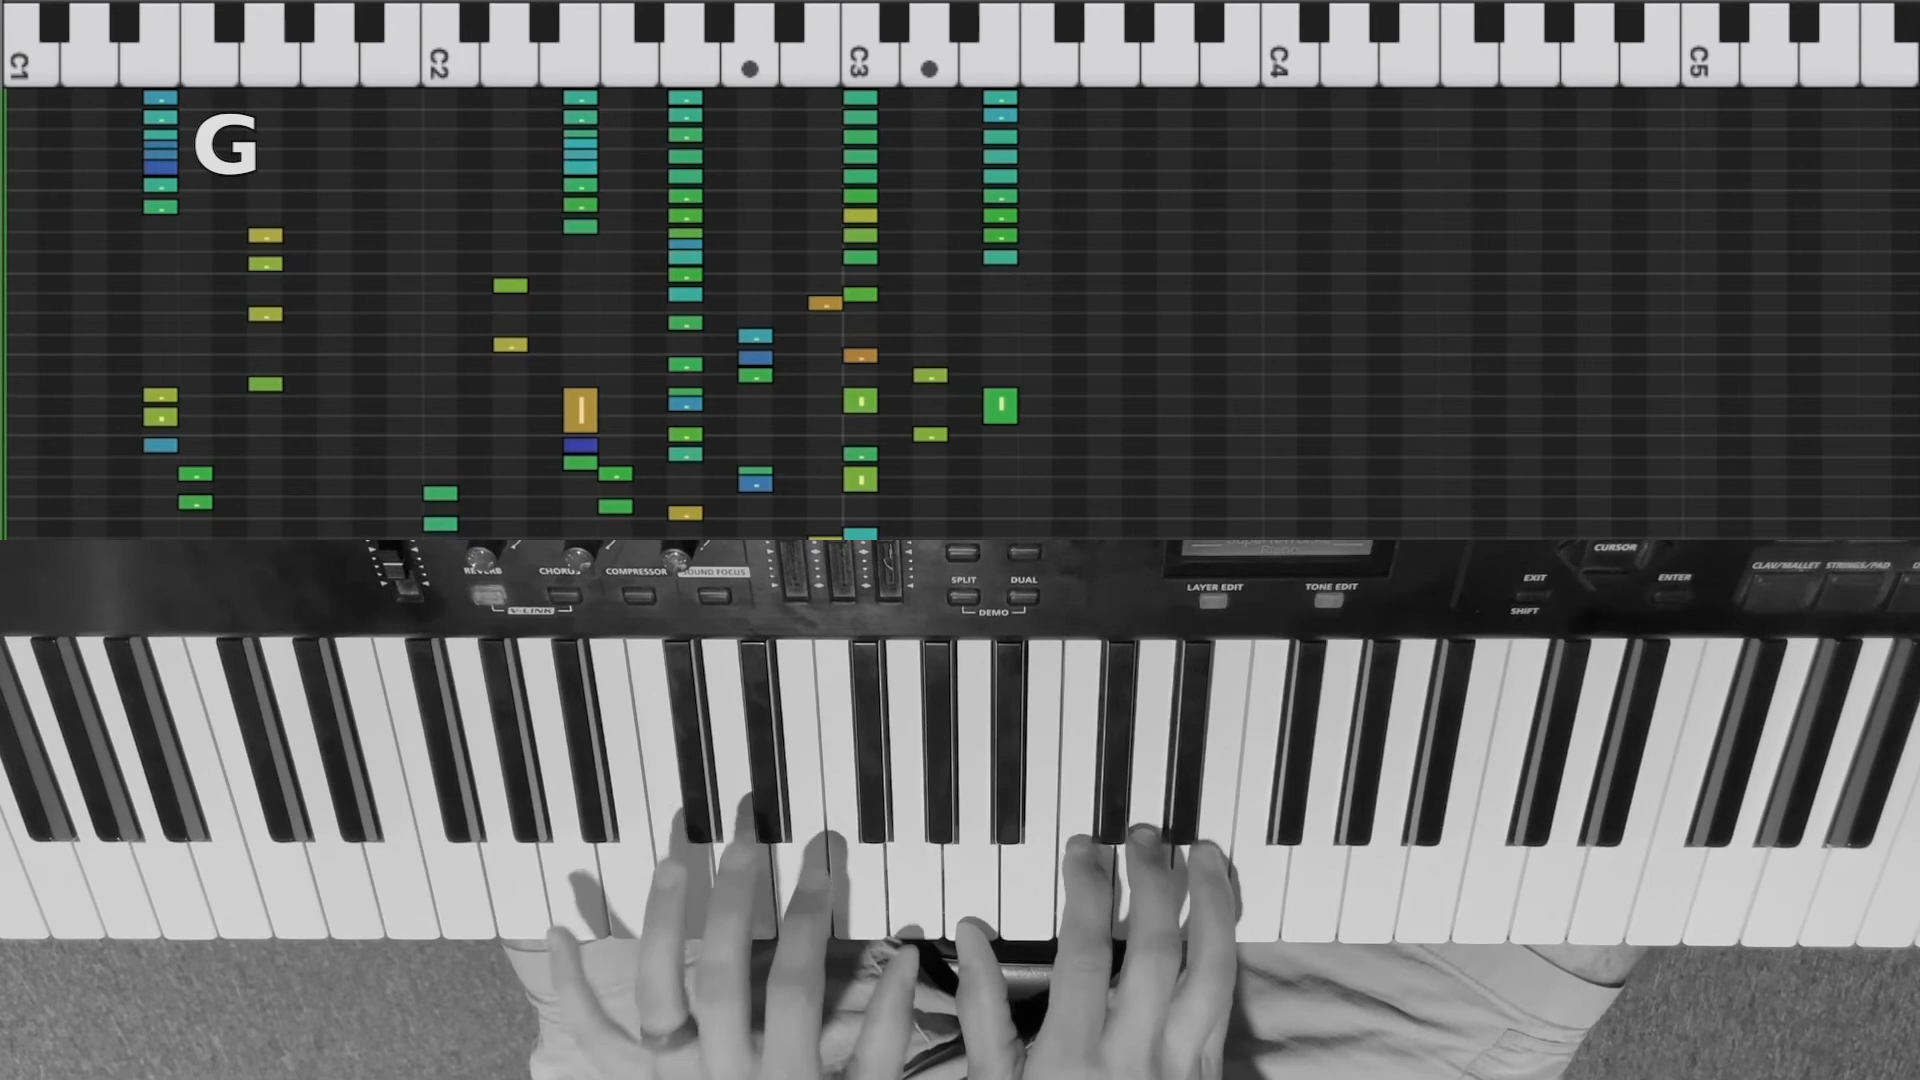 C1 C2 C3 C4 C5
G
REVERB CHORUS COMPRESSOR SOUND FOCUS
V-LINK
SPLIT DUAL
DEMO
Piano
LAYER EDIT TONE EDIT
CURSOR
EXIT ENTER
SHIFT
CLAV/MALLET STRINGS/PAD